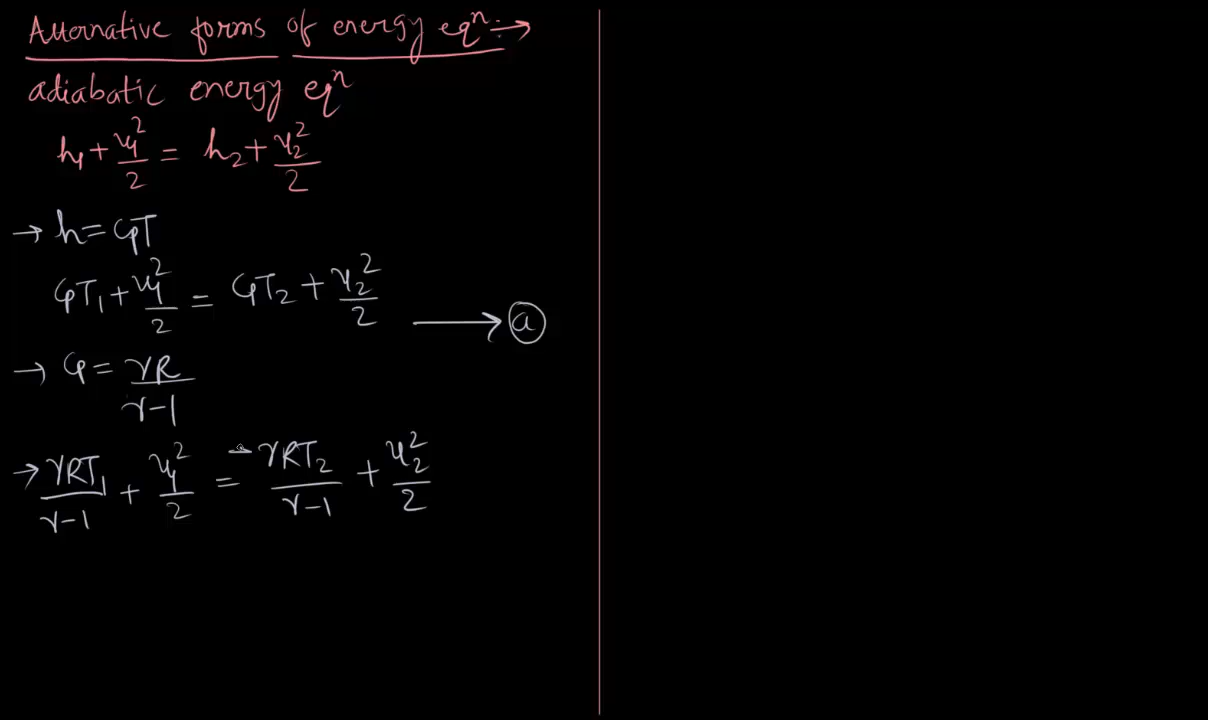 Alternative forms of energy eqⁿ:→
adiabatic energy eqⁿ
h₁ + u₁²/2 = h₂ + u₂²/2
→ h = CpT
CpT₁ + u₁²/2 = CpT₂ + u₂²/2 → ⓐ
→ Cp = γR/γ-1
→ γRT₁/γ-1 + u₁²/2 = γRT₂/γ-1 + u₂²/2